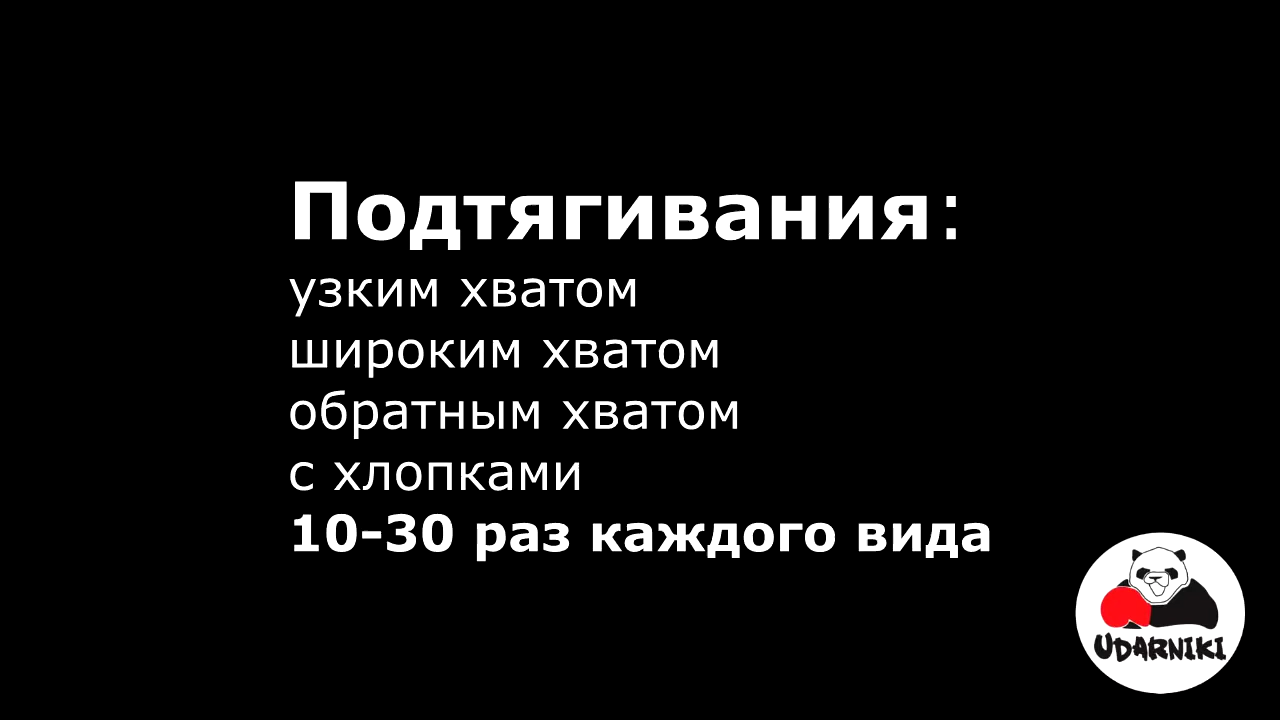 Подтягивания:
узким хватом
широким хватом
обратным хватом
с хлопками
10-30 раз каждого вида
UDARNIKI